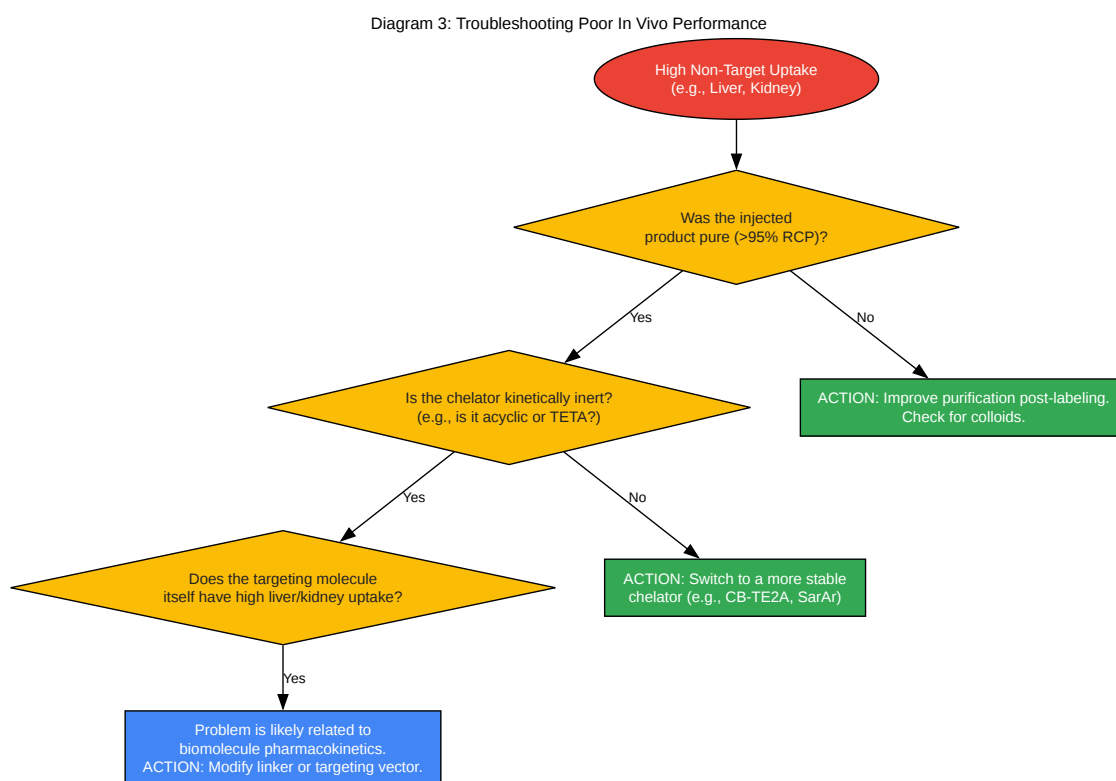 Diagram 3: Troubleshooting Poor In Vivo Performance
High Non-Target Uptake
(e.g., Liver, Kidney)
Was the injected
product pure (>95% RCP)?
Yes
No
Is the chelator kinetically inert?
(e.g., is it acyclic or TETA?)
ACTION: Improve purification post-labeling.
Check for colloids.
Yes
No
Does the targeting molecule
itself have high liver/kidney uptake?
ACTION: Switch to a more stable
chelator (e.g., CB-TE2A, SarAr)
Yes
Problem is likely related to
biomolecule pharmacokinetics.
ACTION: Modify linker or targeting vector.